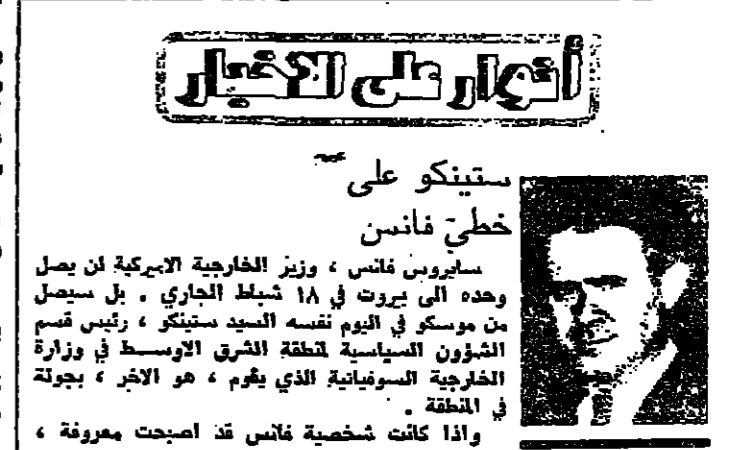 أنوار على الاخبار
ستينكو على
خطى فانس
سايروس فانس ، وزير الخارجية الاميركية لن يصل
وحده الى بيروت في ١٨ شباط الجاري . بل سيصل
من موسكو في اليوم نفسه السيد ستينكو ، رئيس قسم
الشؤون السياسية لمنطقة الشرق الاوسط في وزارة
الخارجية السوفياتية الذي يقوم ، هو الاخر ، بجولة
في المنطقة .
واذا كانت شخصية فانس قد اصبحت معروفة ،